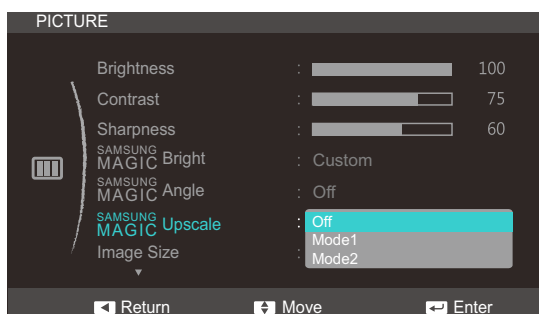 PICTURE
Brightness : 100
Contrast : 75
Sharpness : 60
SAMSUNG MAGIC Bright : Custom
SAMSUNG MAGIC Angle : Off
SAMSUNG MAGIC Upscale : Off
Mode1
Image Size : Mode2
Return Move Enter